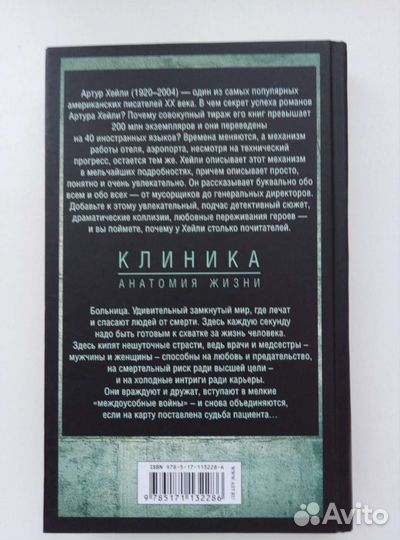 Артур Хейли (1920–2004) — один из самых популярных
американских писателей XX века. В чем секрет успеха романов
Артура Хейли? Почему совокупный тираж его книг превышает
200 млн экземпляров и они переведены
на 40 иностранных языков? Времена меняются, а механизм
работы отеля, аэропорта, несмотря на технический
прогресс, остается тем же. Хейли описывает этот механизм
в мельчайших подробностях, причем описывает просто,
понятно и очень увлекательно. Он рассказывает буквально обо
всем и обо всех — от мусорщиков до генеральных директоров.
Добавьте к этому увлекательный, подчас детективный сюжет,
драматические коллизии, любовные переживания героев —
и вы поймете, почему у Хейли столько почитателей.
КЛИНИКА
АНАТОМИЯ ЖИЗНИ
Больница. Удивительный замкнутый мир, где лечат
и спасают людей от смерти. Здесь каждую секунду
надо быть готовым к схватке за жизнь человека.
Здесь кипят нешуточные страсти, ведь врачи и медсестры –
мужчины и женщины – способны на любовь и предательство,
на смертельный риск ради высшей цели –
и на холодные интриги ради карьеры.
Они враждуют и дружат, вступают в мелкие
«междоусобные войны» – и снова объединяются,
если на карту поставлена судьба пациента…
ISBN 978-5-17-113228-6
9 785171 132286
WWW.AST.RU
Avito